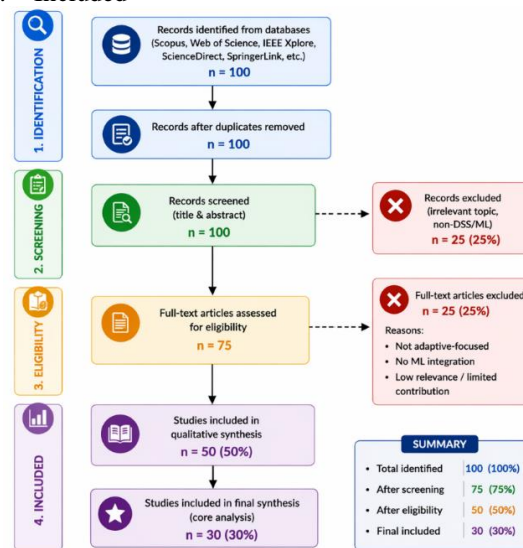 Included
1. IDENTIFICATION
Records identified from databases
(Scopus, Web of Science, IEEE Xplore,
ScienceDirect, SpringerLink, etc.)
n = 100
Records after duplicates removed
n = 100
2. SCREENING
Records screened
(title & abstract)
n = 100
Records excluded
(irrelevant topic,
non-DSS/ML)
n = 25 (25%)
3. ELIGIBILITY
Full-text articles assessed
for eligibility
n = 75
Full-text articles excluded
n = 25 (25%)
Reasons:
• Not adaptive-focused
• No ML integration
• Low relevance / limited
contribution
4. INCLUDED
Studies included in
qualitative synthesis
n = 50 (50%)
Studies included in final synthesis
(core analysis)
n = 30 (30%)
SUMMARY
• Total identified 100 (100%)
• After screening 75 (75%)
• After eligibility 50 (50%)
• Final included 30 (30%)